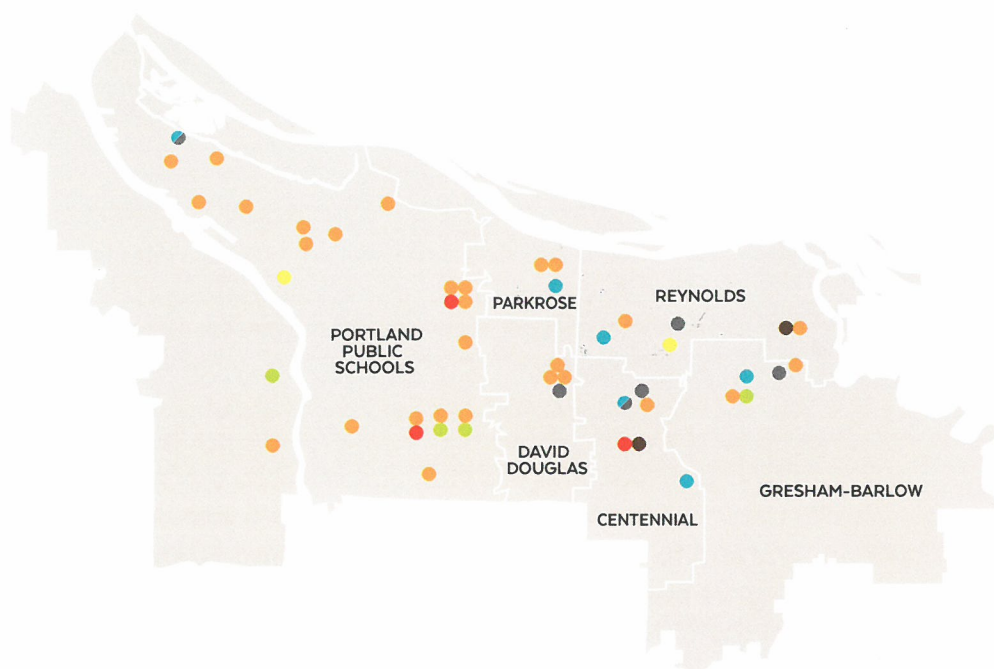 REYNOLDS
PARKROSE
PORTLAND
PUBLIC
SCHOOLS
DAVID
DOUGLAS
GRESHAM-BARLOW
CENTENNIAL